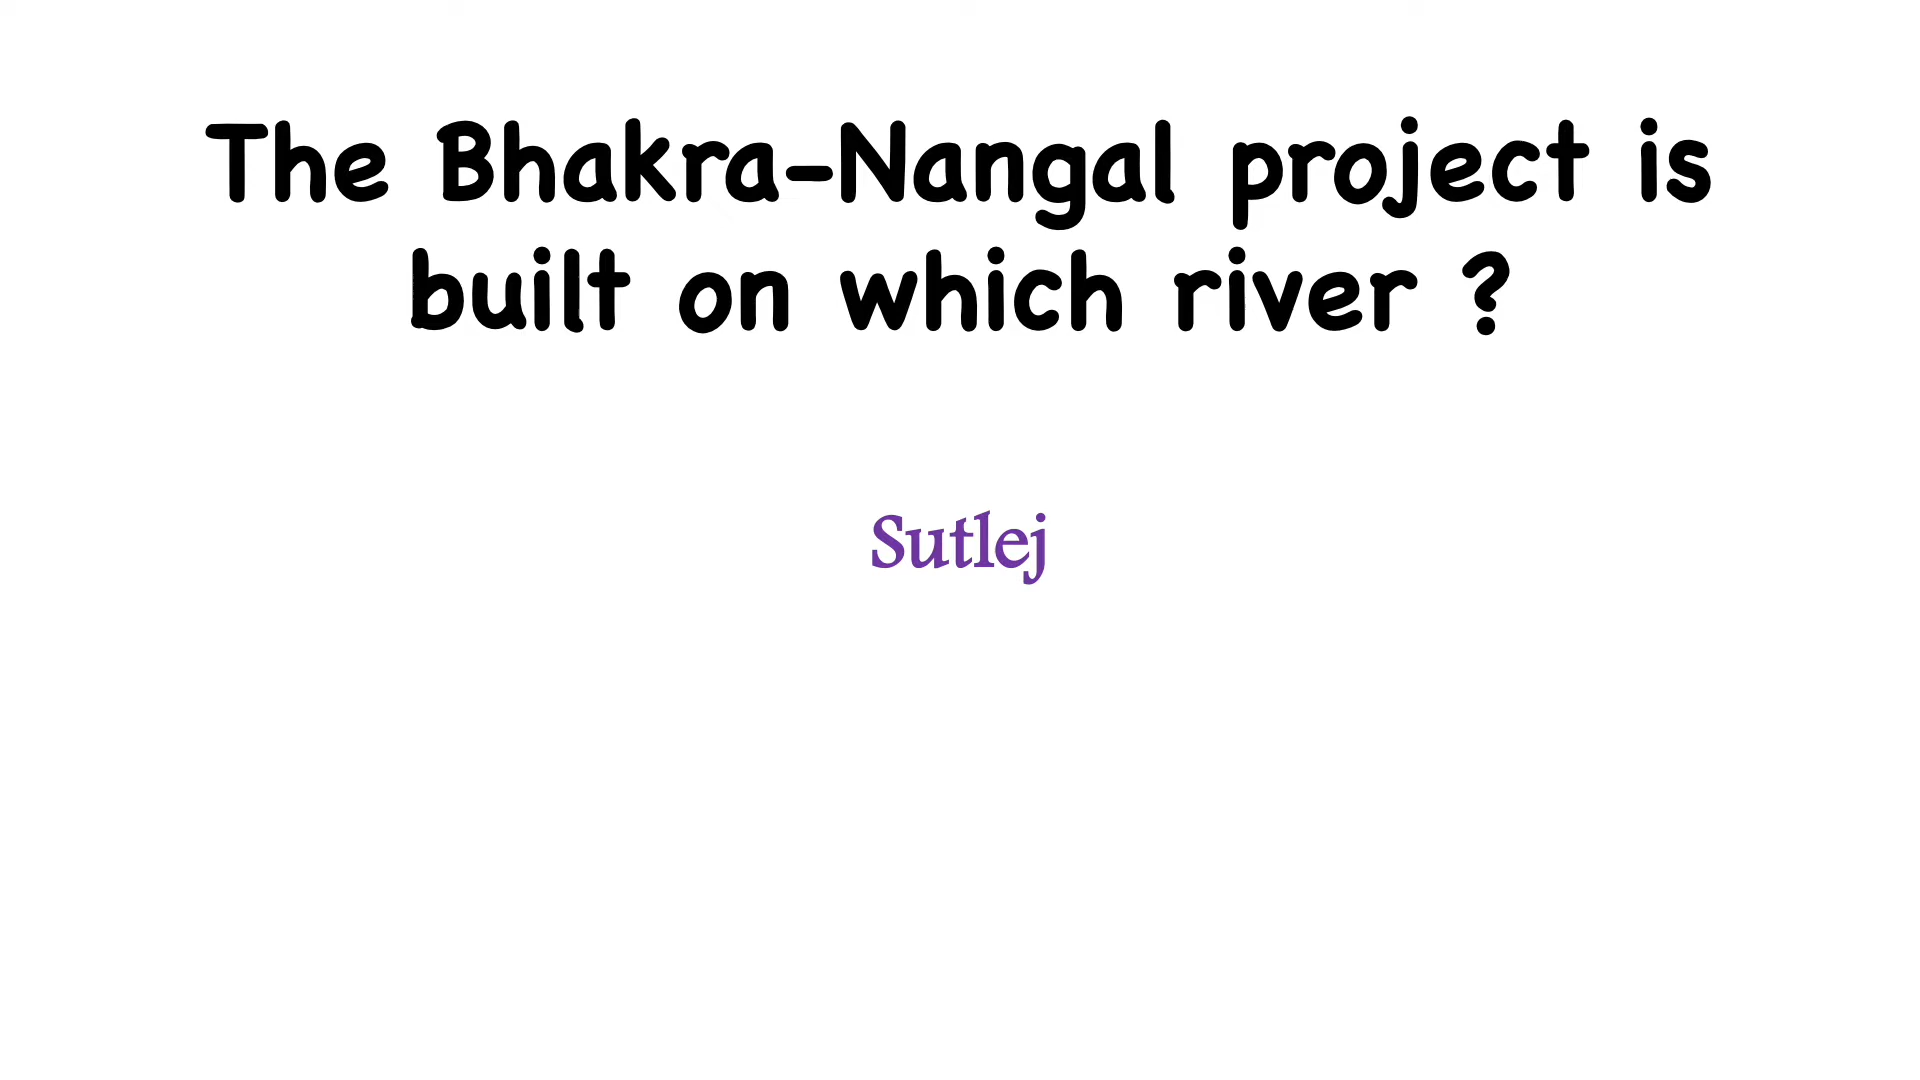 The Bhakra-Nangal project is
built on which river ?
Sutlej